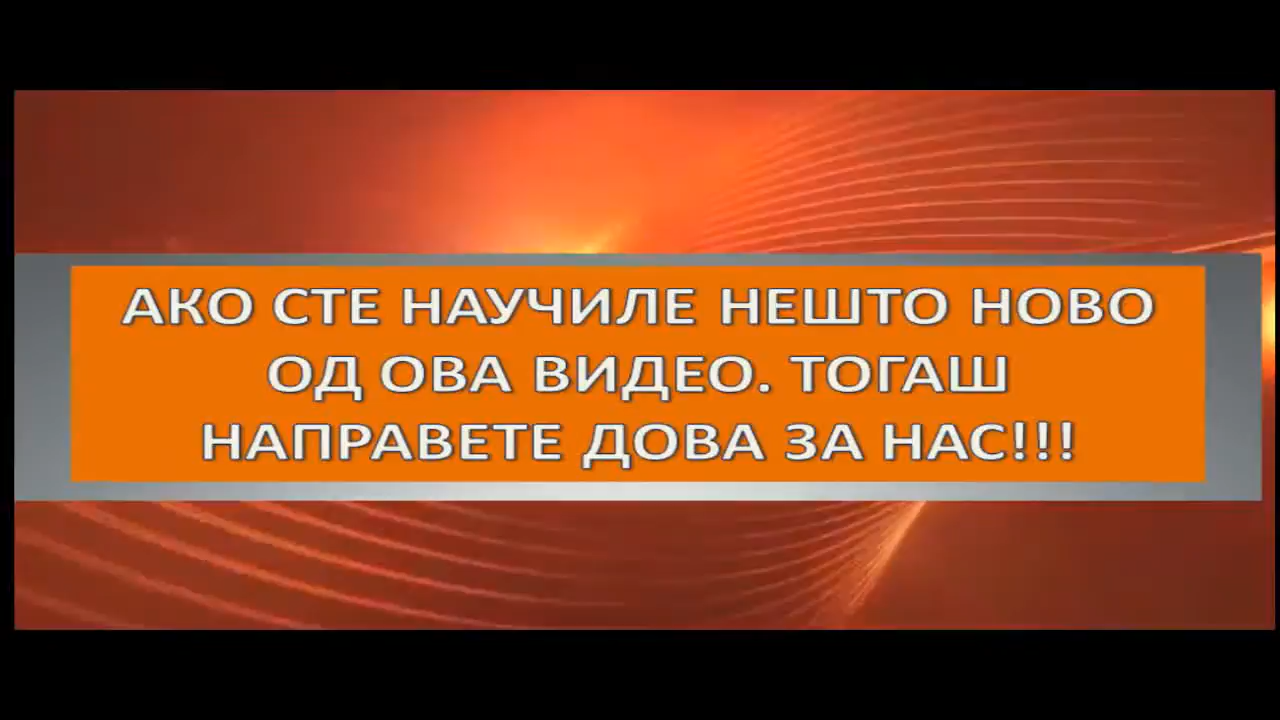 АКО СТЕ НАУЧИЛЕ НЕШТО НОВО
ОД ОВА ВИДЕО. ТОГАШ
НАПРАВЕТЕ ДОВА ЗА НАС!!!